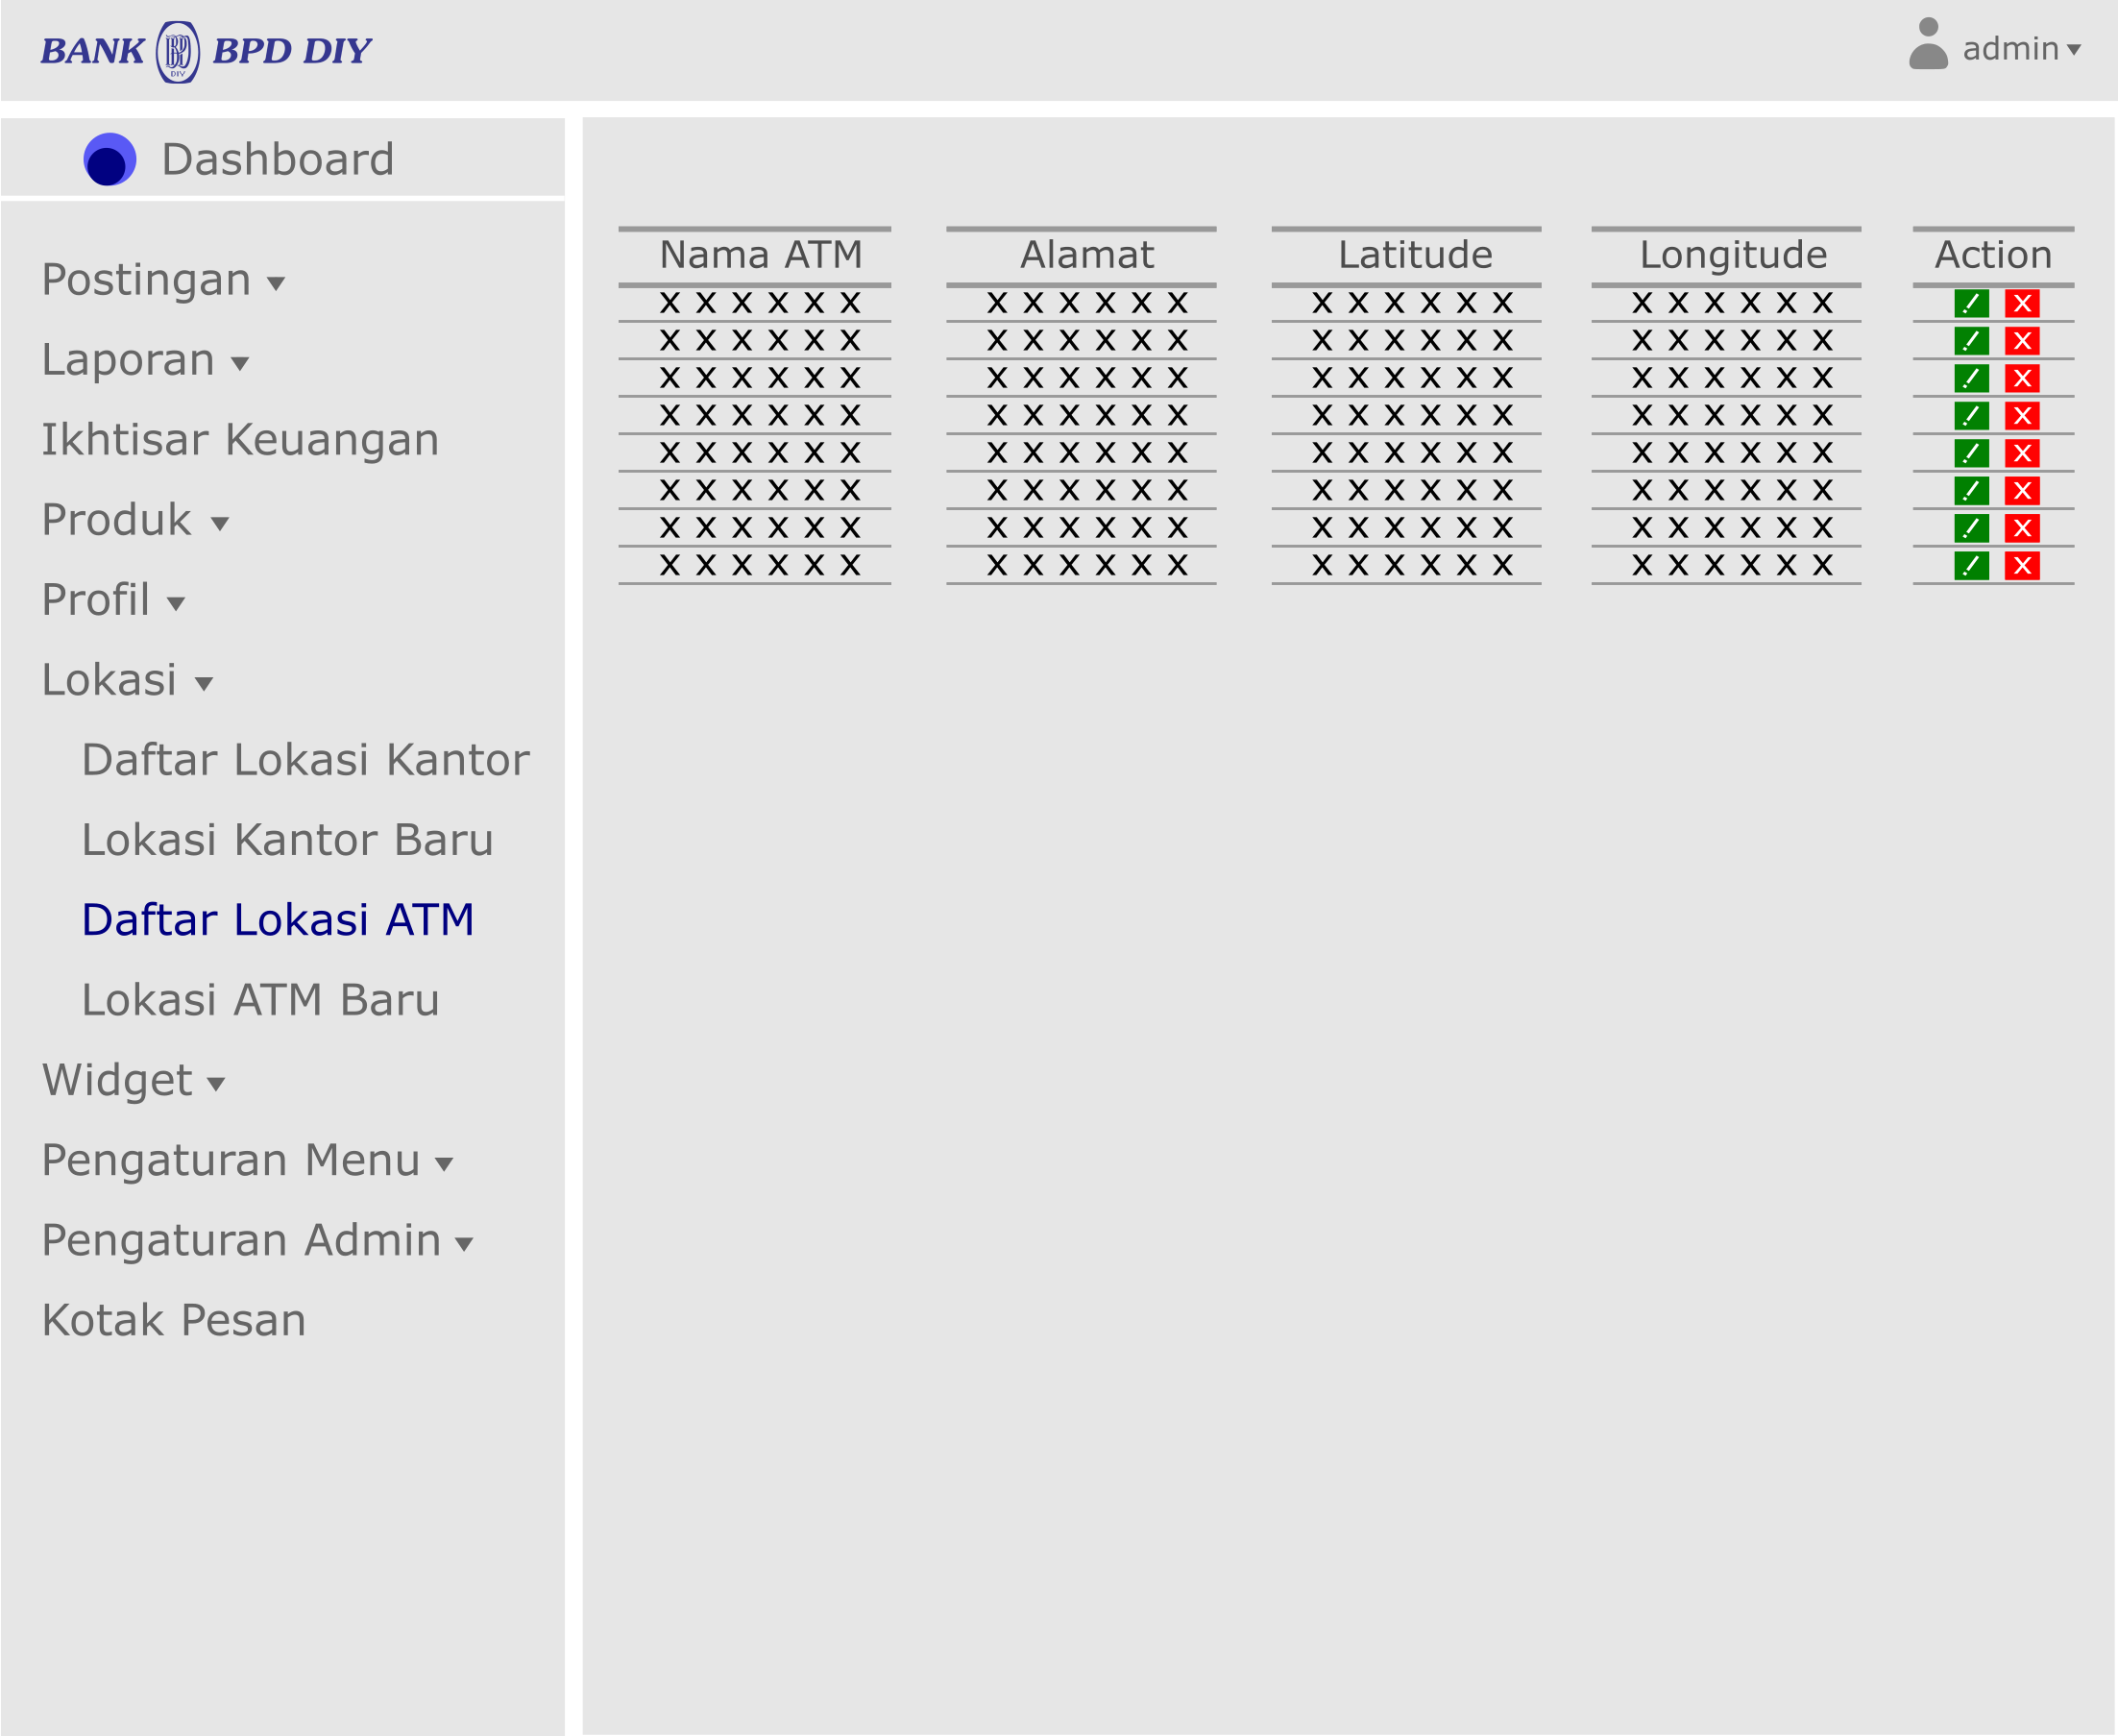 BANK BPD DIY
admin
Dashboard
Postingan
Laporan
Ikhtisar Keuangan
Produk
Profil
Lokasi
Daftar Lokasi Kantor
Lokasi Kantor Baru
Daftar Lokasi ATM
Lokasi ATM Baru
Widget
Pengaturan Menu
Pengaturan Admin
Kotak Pesan
Nama ATM Alamat Latitude Longitude Action
x x x x x x x x x x x x x x x x x x x x x x x x x
x x x x x x x x x x x x x x x x x x x x x x x x x
x x x x x x x x x x x x x x x x x x x x x x x x x
x x x x x x x x x x x x x x x x x x x x x x x x x
x x x x x x x x x x x x x x x x x x x x x x x x x
x x x x x x x x x x x x x x x x x x x x x x x x x
x x x x x x x x x x x x x x x x x x x x x x x x x
x x x x x x x x x x x x x x x x x x x x x x x x x